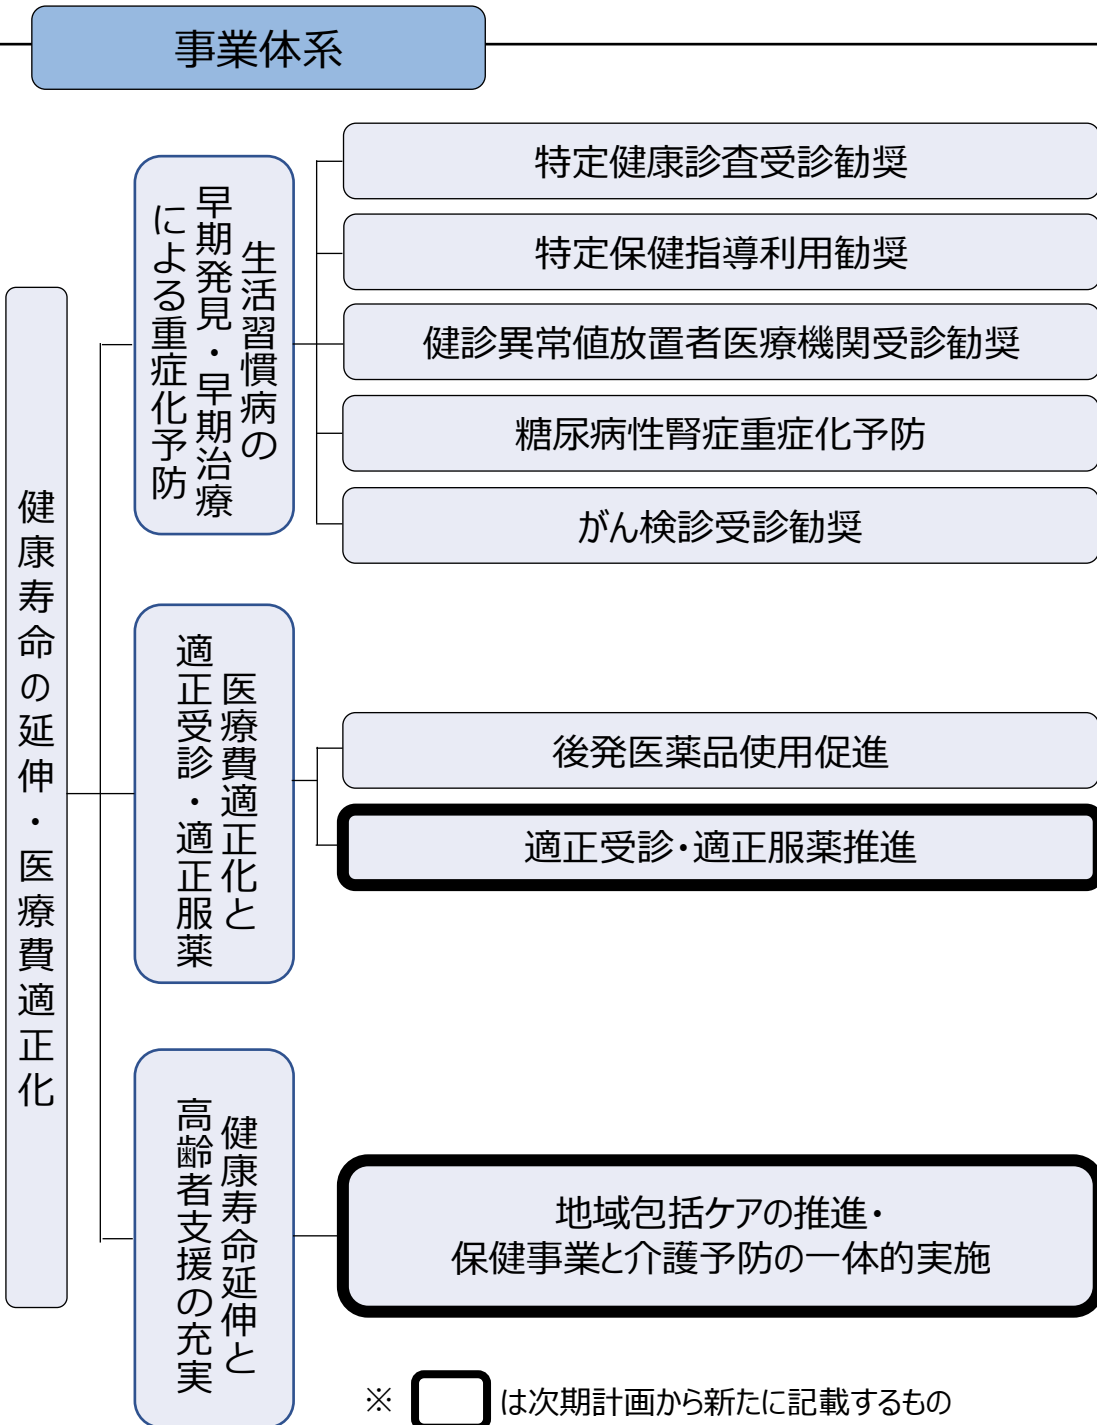 事業体系
健康寿命の延伸・医療費適正化
生活習慣病の
早期発見・早期治療
による重症化予防
特定健康診査受診勧奨
特定保健指導利用勧奨
健診異常値放置者医療機関受診勧奨
糖尿病性腎症重症化予防
がん検診受診勧奨
医療費適正化と
適正受診・適正服薬
後発医薬品使用促進
適正受診・適正服薬推進
健康寿命延伸と
高齢者支援の充実
地域包括ケアの推進・
保健事業と介護予防の一体的実施
※ は次期計画から新たに記載するもの